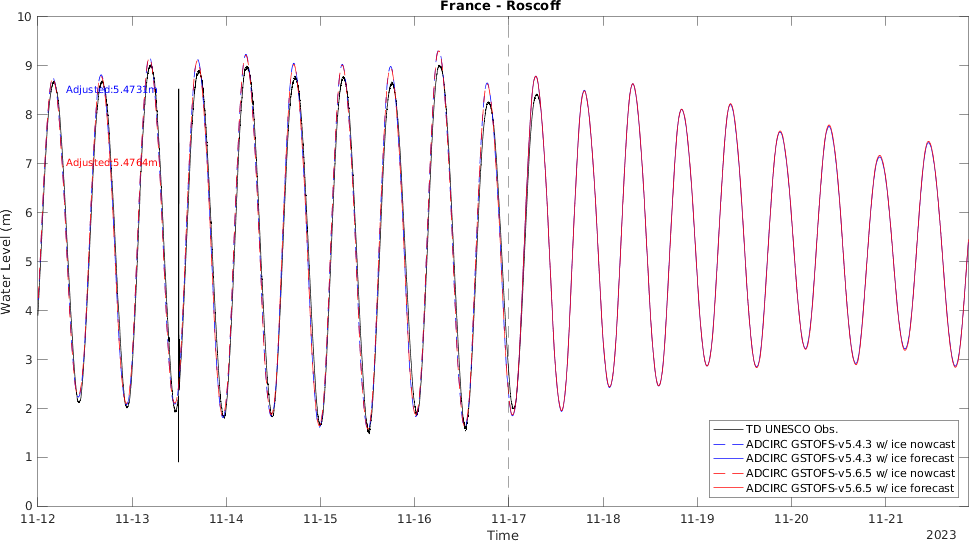 France - Roscoff
10
9
8
7
6
5
4
3
2
1
0
Water Level (m)
Adjusted:5.4731m
Adjusted:5.4764m
TD UNESCO Obs.
ADCIRC GSTOFS-v5.4.3 w/ ice nowcast
ADCIRC GSTOFS-v5.4.3 w/ ice forecast
ADCIRC GSTOFS-v5.6.5 w/ ice nowcast
ADCIRC GSTOFS-v5.6.5 w/ ice forecast
11-12 11-13 11-14 11-15 11-16 11-17 11-18 11-19 11-20 11-21
Time
2023